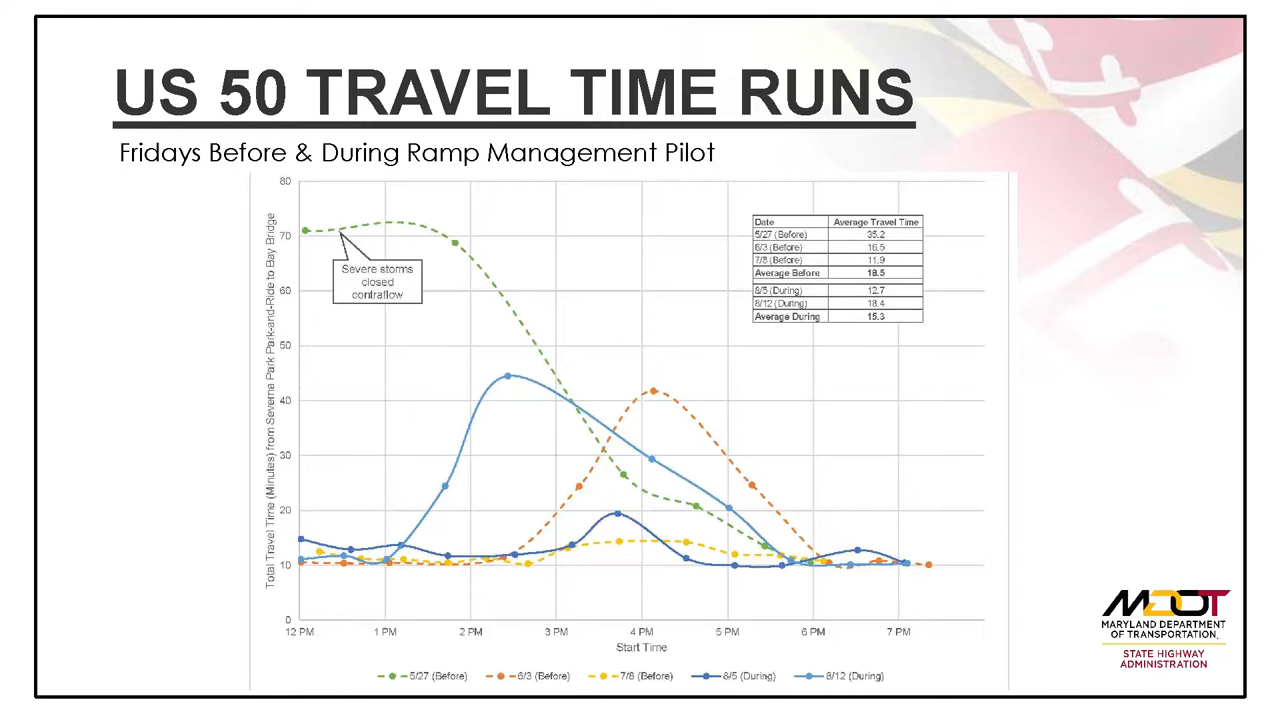 US 50 TRAVEL TIME RUNS
Fridays Before & During Ramp Management Pilot
Total Travel Time (Minutes) from Severna Park Park-and-Ride to Bay Bridge
80
70
60
50
40
30
20
10
0
Severe storms
closed
contraflow
Date Average Travel Time
5/27 (Before) 35.2
6/3 (Before) 16.5
7/8 (Before) 11.9
Average Before 18.5
8/5 (During) 12.7
8/12 (During) 18.4
Average During 15.3
12 PM 1 PM 2 PM 3 PM 4 PM 5 PM 6 PM 7 PM
Start Time
5/27 (Before) 6/3 (Before) 7/8 (Before) 8/5 (During) 8/12 (During)
MDOT
MARYLAND DEPARTMENT
OF TRANSPORTATION
STATE HIGHWAY
ADMINISTRATION